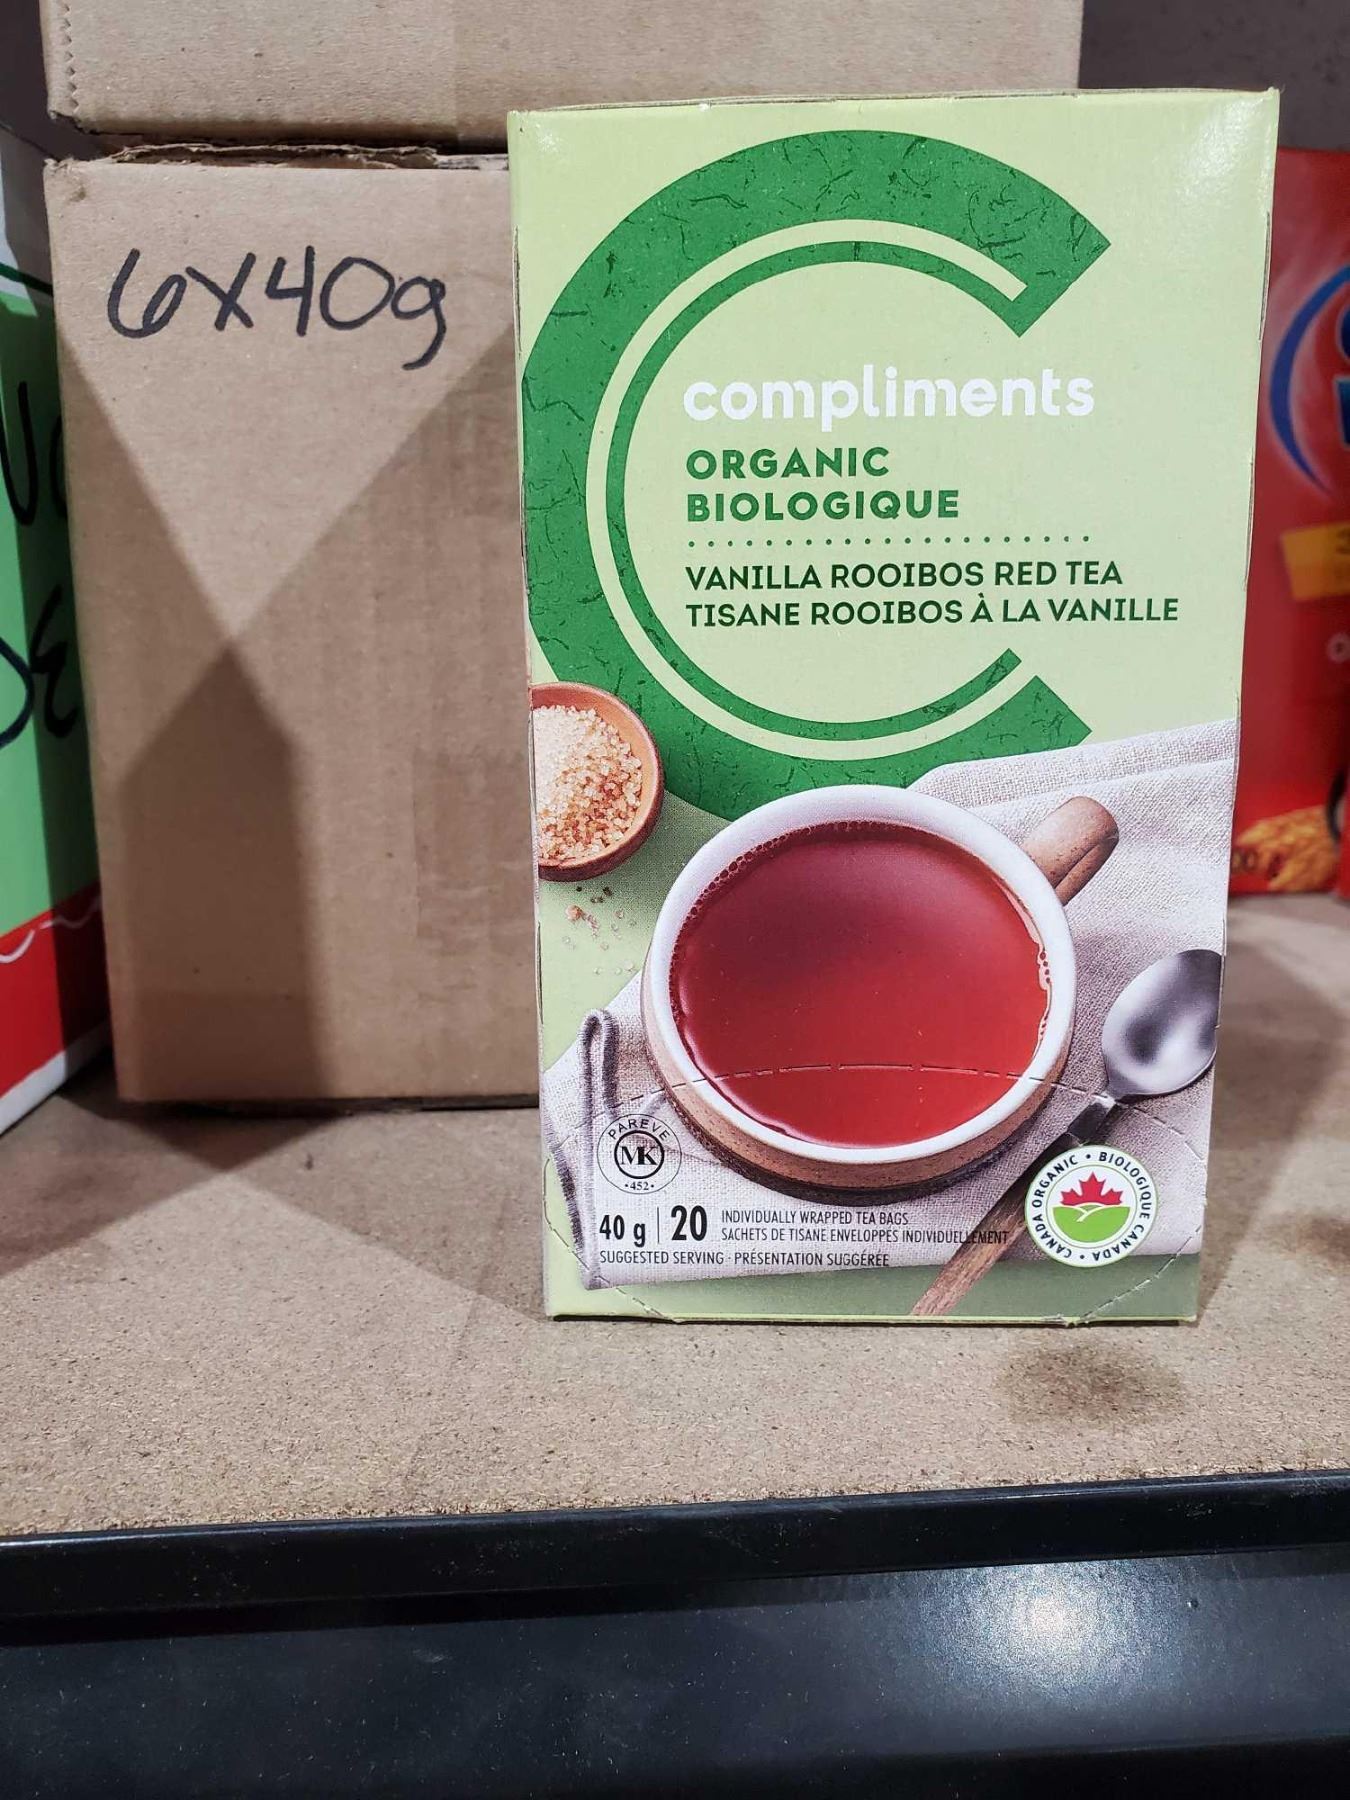 6X40g
compliments
ORGANIC
BIOLOGIQUE
VANILLA ROOIBOS RED TEA
TISANE ROOIBOS À LA VANILLE
PAREVE
MK
•452•
40 g | 20
INDIVIDUALLY WRAPPED TEA BAGS
SACHETS DE TISANE ENVELOPPÉS INDIVIDUELLEMENT
SUGGESTED SERVING - PRÉSENTATION SUGGÉRÉE
CANADA ORGANIC • BIOLOGIQUE CANADA •